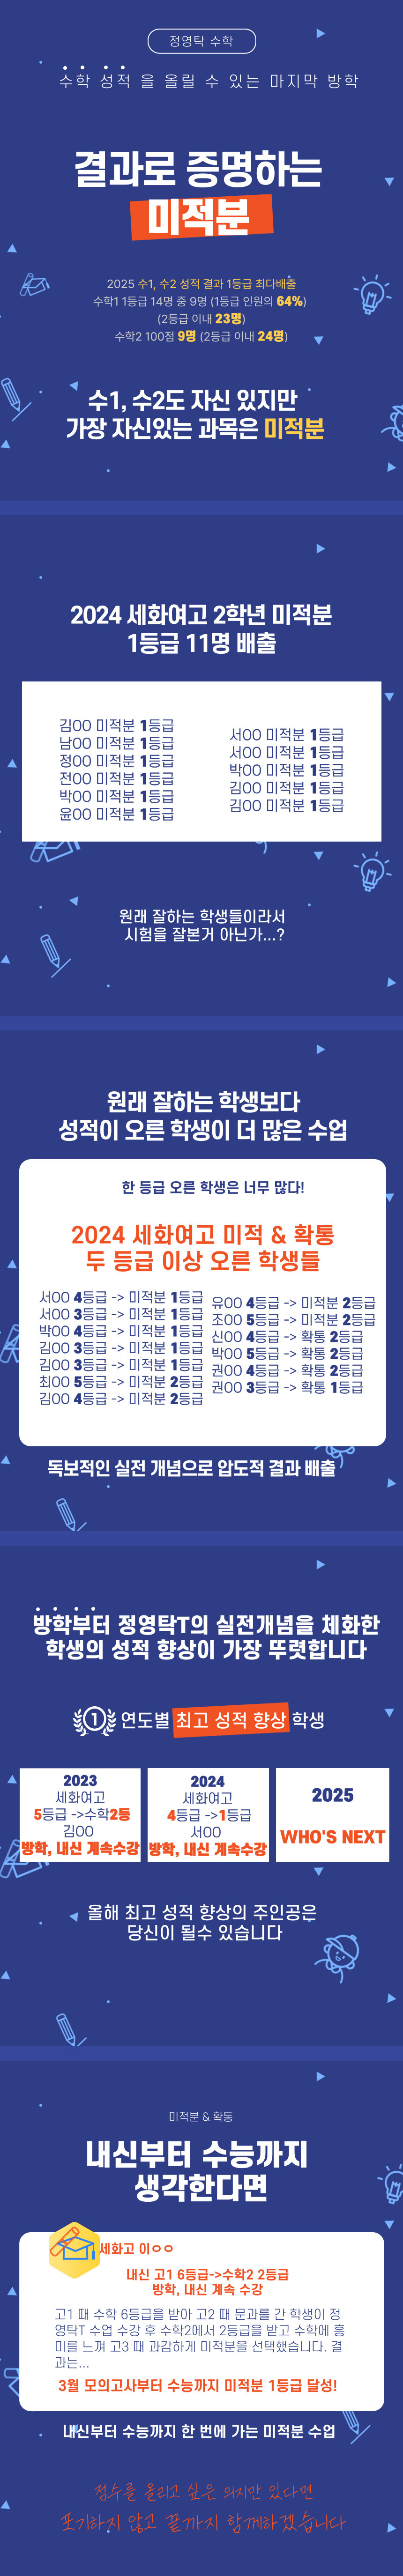 정영탁 수학
수학 성적 을 올릴 수 있는 마지막 방학
결과로 증명하는
미적분
2025 수1, 수2 성적 결과 1등급 최다배출
수학1 1등급 14명 중 9명 (1등급 인원의 64%)
(2등급 이내 23명)
수학2 100점 9명 (2등급 이내 24명)
수1, 수2도 자신 있지만
가장 자신있는 과목은 미적분
2024 세화여고 2학년 미적분
1등급 11명 배출
김OO 미적분 1등급
남OO 미적분 1등급
정OO 미적분 1등급
전OO 미적분 1등급
박OO 미적분 1등급
윤OO 미적분 1등급
서OO 미적분 1등급
서OO 미적분 1등급
박OO 미적분 1등급
김OO 미적분 1등급
김OO 미적분 1등급
원래 잘하는 학생들이라서
시험을 잘본거 아닌가...?
원래 잘하는 학생보다
성적이 오른 학생이 더 많은 수업
한 등급 오른 학생은 너무 많다!
2024 세화여고 미적 & 확통
두 등급 이상 오른 학생들
서OO 4등급 -> 미적분 1등급
서OO 3등급 -> 미적분 1등급
박OO 4등급 -> 미적분 1등급
김OO 3등급 -> 미적분 1등급
김OO 3등급 -> 미적분 1등급
최OO 5등급 -> 미적분 2등급
김OO 4등급 -> 미적분 2등급
유OO 4등급 -> 미적분 2등급
조OO 5등급 -> 미적분 2등급
신OO 4등급 -> 확통 2등급
박OO 5등급 -> 확통 2등급
권OO 4등급 -> 확통 2등급
권OO 3등급 -> 확통 1등급
독보적인 실전 개념으로 압도적 결과 배출
방학부터 정영탁T의 실전개념을 체화한
학생의 성적 향상이 가장 뚜렷합니다
1 연도별 최고 성적 향상 학생
2023
세화여고
5등급 ->수학2등
김OO
방학, 내신 계속수강
2024
세화여고
4등급 ->1등급
서OO
방학, 내신 계속수강
2025
WHO'S NEXT
올해 최고 성적 향상의 주인공은
당신이 될수 있습니다
미적분 & 확통
내신부터 수능까지
생각한다면
세화고 이ㅇㅇ
내신 고1 6등급->수학2 2등급
방학, 내신 계속 수강
고1 때 수학 6등급을 받아 고2 때 문과를 간 학생이 정
영탁T 수업 수강 후 수학2에서 2등급을 받고 수학에 흥
미를 느껴 고3 때 과감하게 미적분을 선택했습니다. 결
과는...
3월 모의고사부터 수능까지 미적분 1등급 달성!
내신부터 수능까지 한 번에 가는 미적분 수업
점수를 올리고 싶은 의지만 있다면
포기하지 않고 끝까지 함께하겠습니다